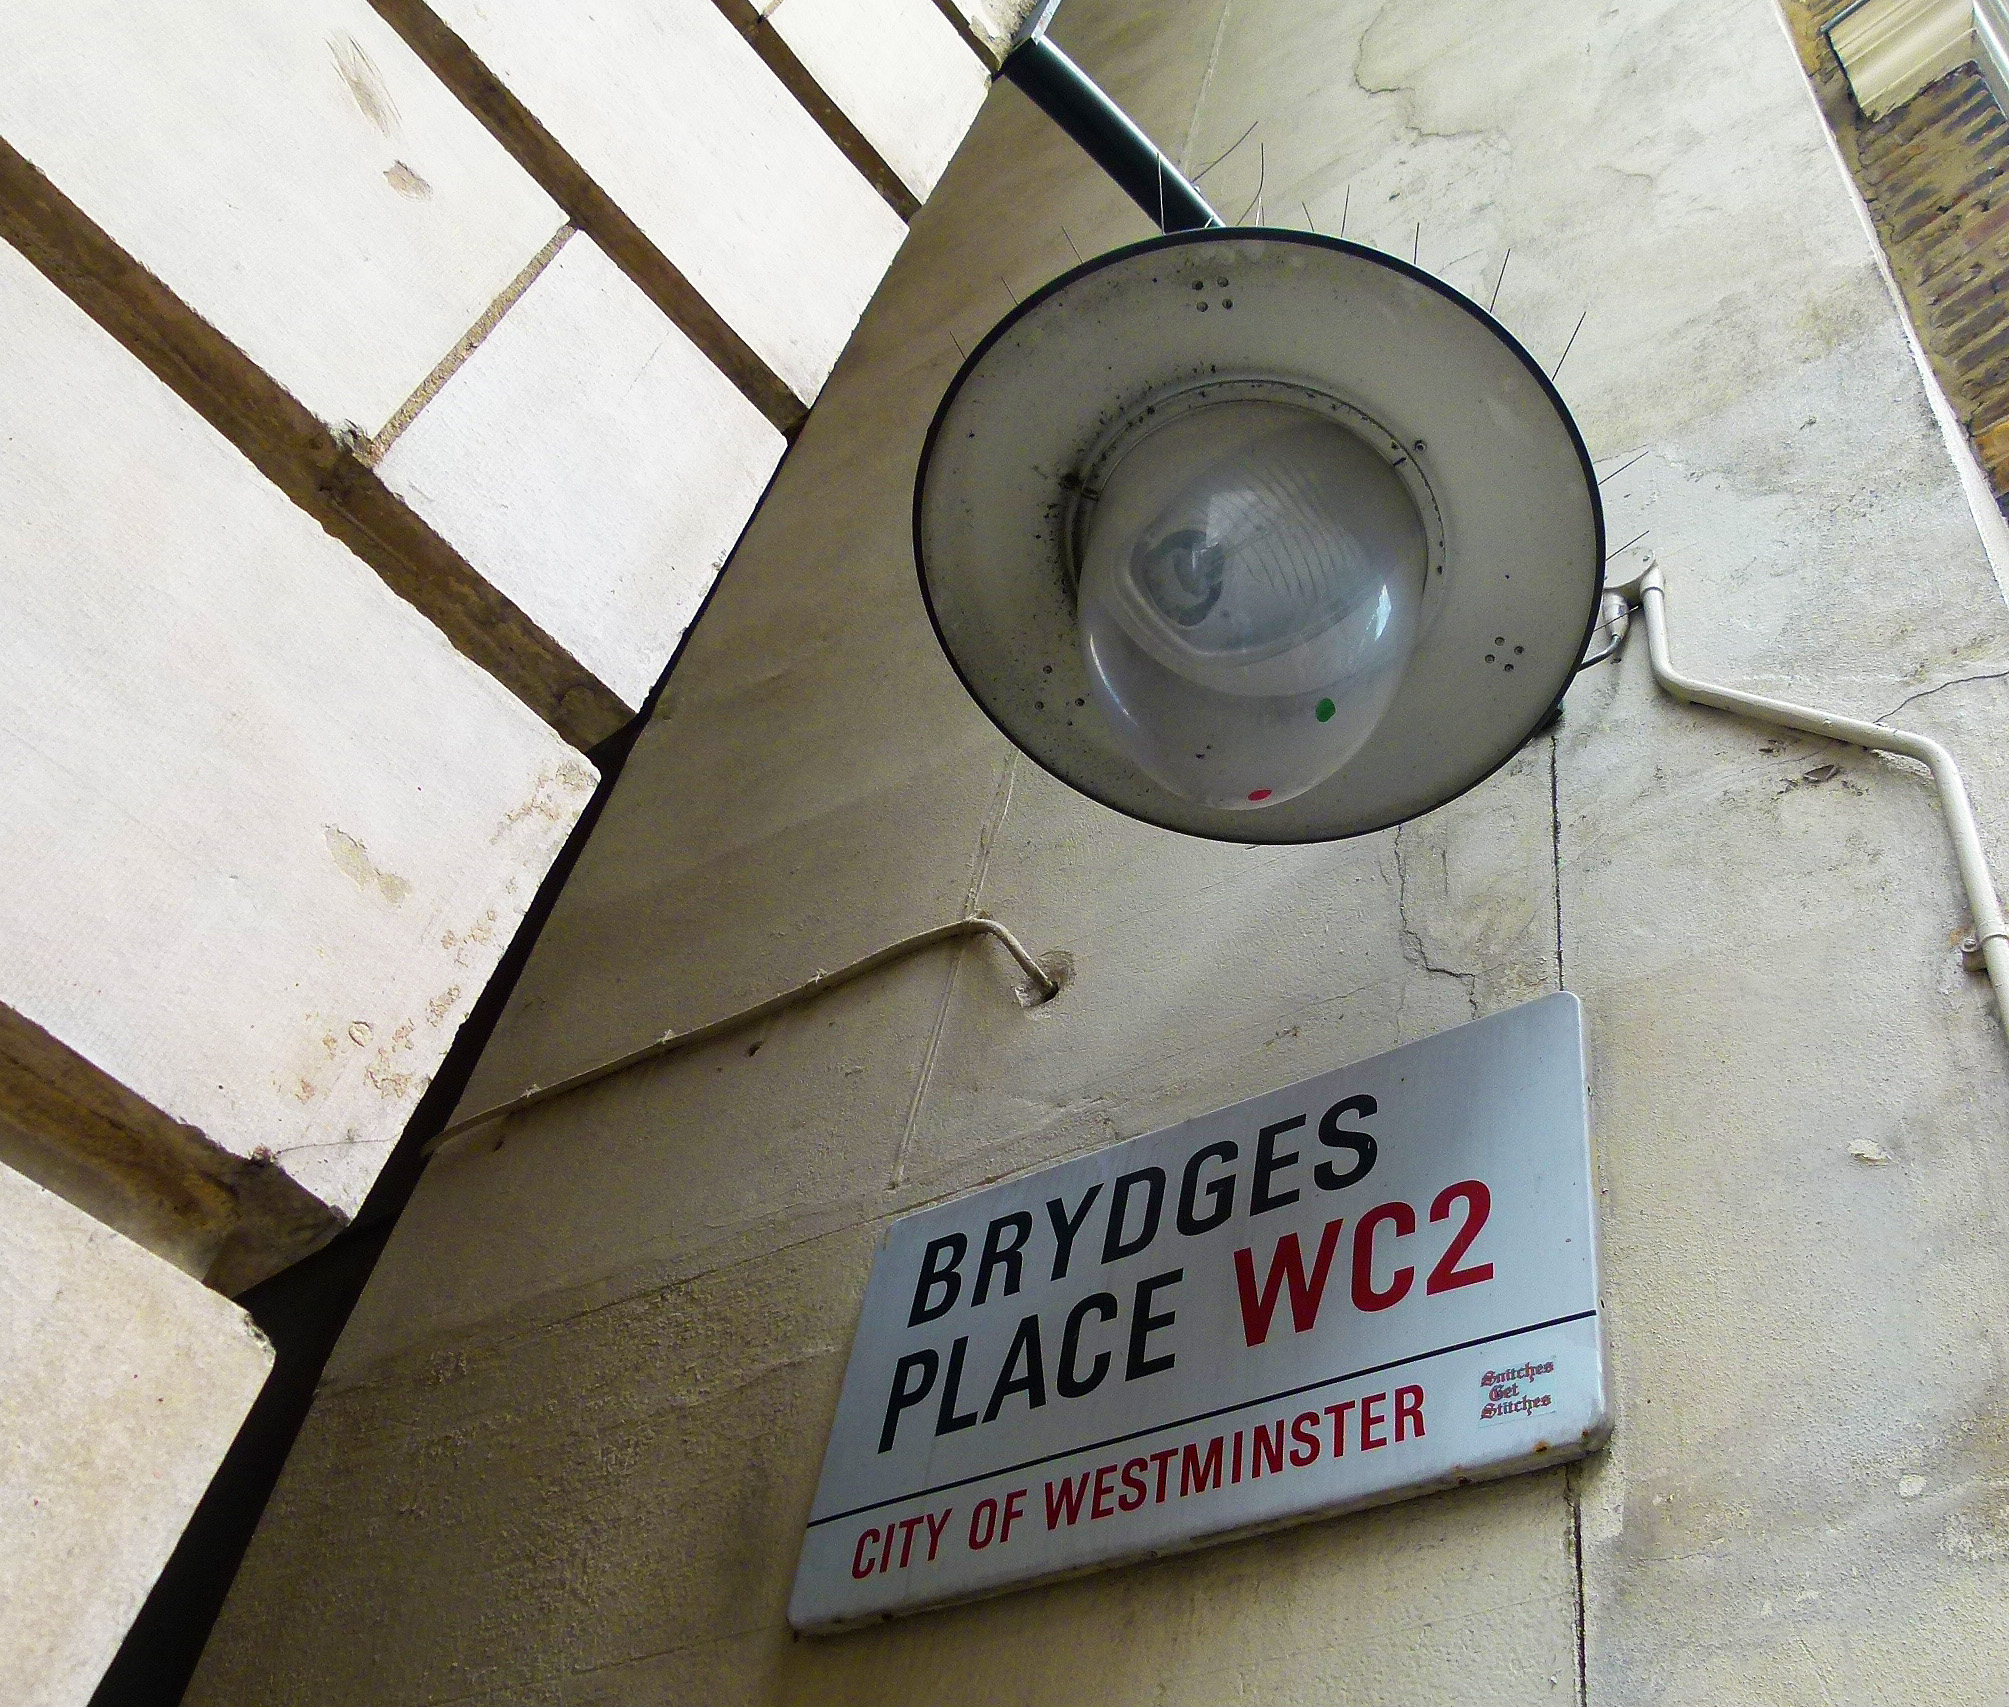 BRYDGES
PLACE WC2
CITY OF WESTMINSTER
Snitches
Get
Stitches